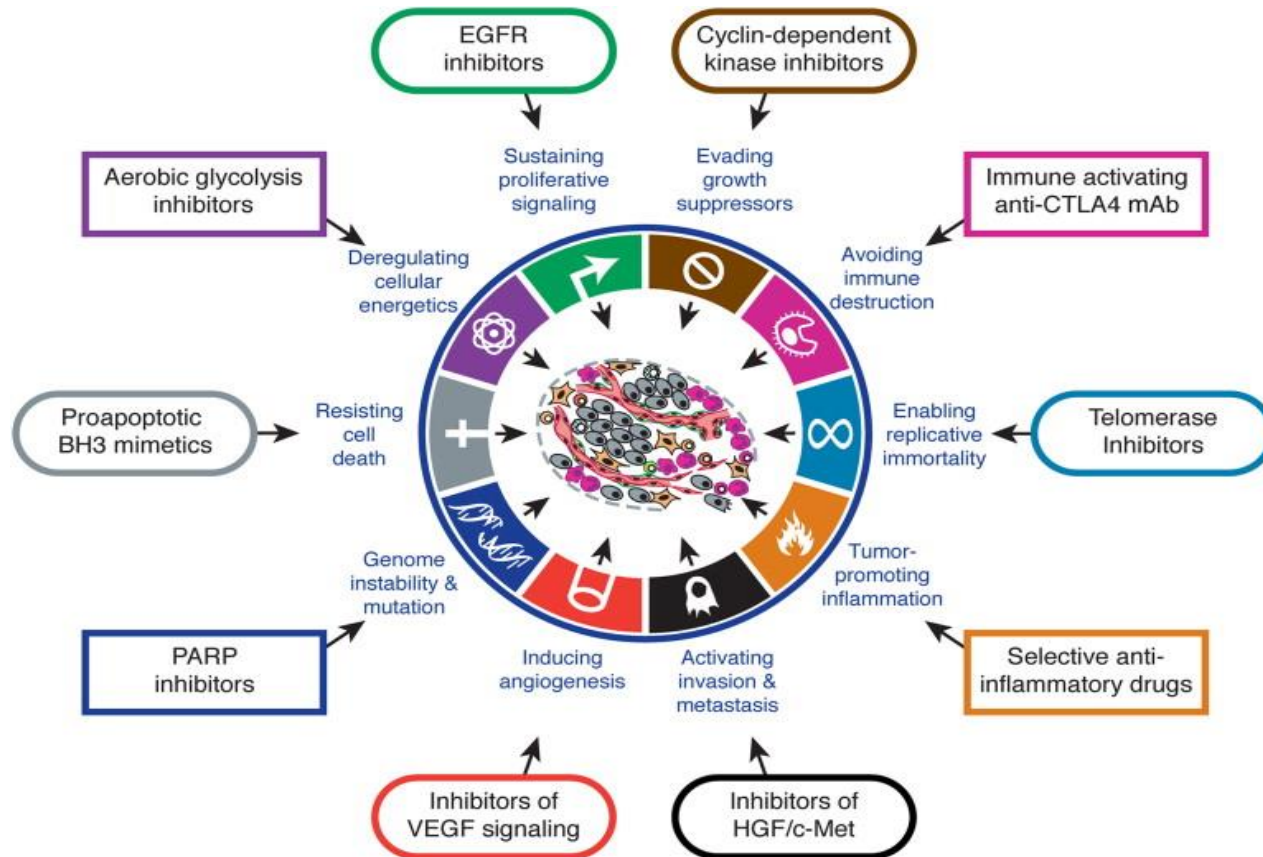 EGFR
inhibitors
Cyclin-dependent
kinase inhibitors
Sustaining
proliferative
signaling
Evading
growth
suppressors
Aerobic glycolysis
inhibitors
Immune activating
anti-CTLA4 mAb
Deregulating
cellular
energetics
Avoiding
immune
destruction
Proapoptotic
BH3 mimetics
Resisting
cell
death
Enabling
replicative
immortality
Telomerase
Inhibitors
Genome
instability &
mutation
Tumor-
promoting
inflammation
PARP
inhibitors
Inducing
angiogenesis
Activating
invasion &
metastasis
Selective anti-
inflammatory drugs
Inhibitors of
VEGF signaling
Inhibitors of
HGF/c-Met